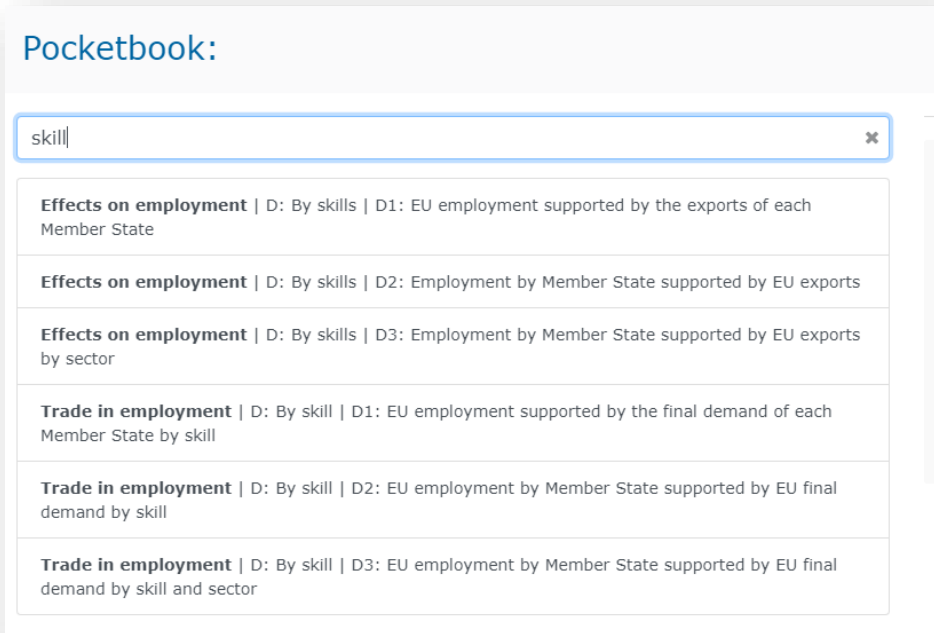 Pocketbook:
skill
Effects on employment | D: By skills | D1: EU employment supported by the exports of each
Member State
Effects on employment | D: By skills | D2: Employment by Member State supported by EU exports
Effects on employment | D: By skills | D3: Employment by Member State supported by EU exports
by sector
Trade in employment | D: By skill | D1: EU employment supported by the final demand of each
Member State by skill
Trade in employment | D: By skill | D2: EU employment by Member State supported by EU final
demand by skill
Trade in employment | D: By skill | D3: EU employment by Member State supported by EU final
demand by skill and sector